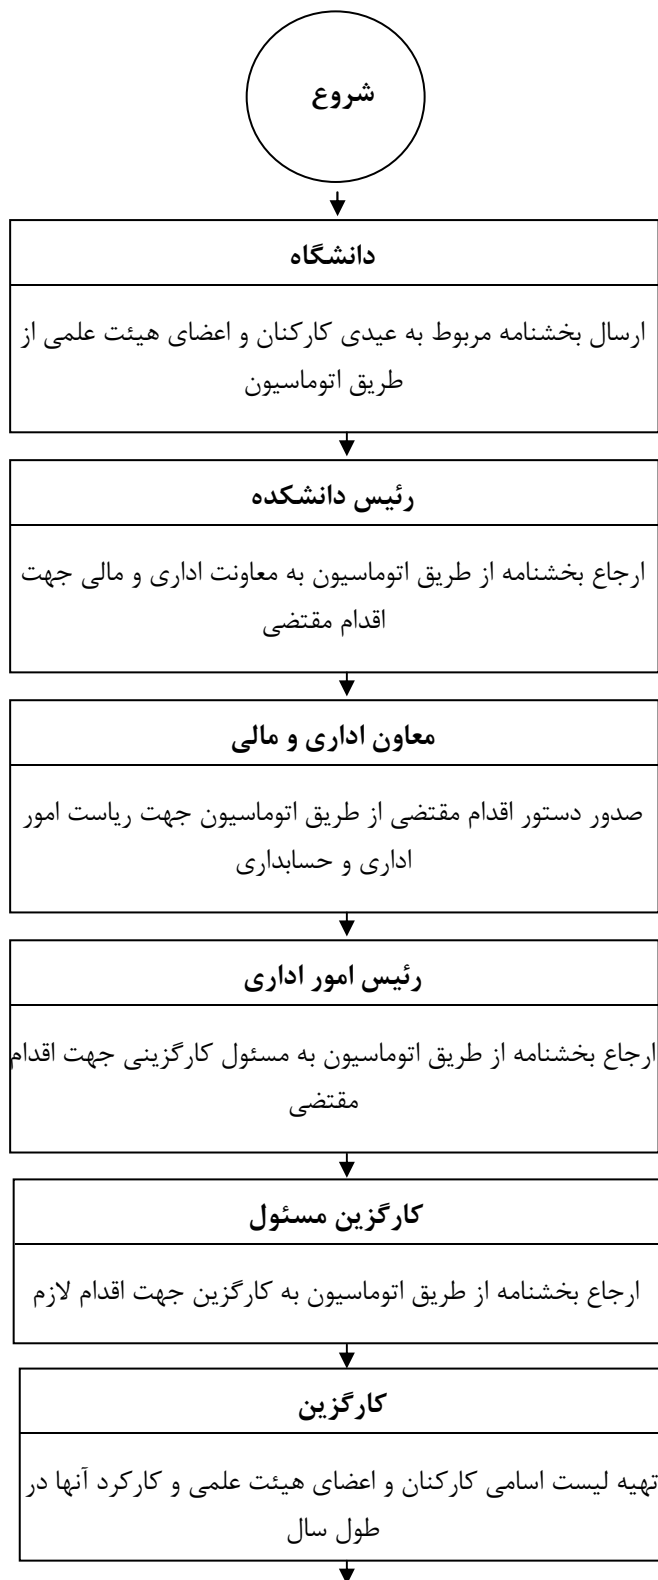 شروع
دانشگاه
ارسال بخشنامه مربوط به عیدی کارکنان و اعضای هیئت علمی از
طریق اتوماسیون
رئیس دانشکده
ارجاع بخشنامه از طریق اتوماسیون به معاونت اداری و مالی جهت
اقدام مقتضی
معاون اداری و مالی
صدور دستور اقدام مقتضی از طریق اتوماسیون جهت ریاست امور
اداری و حسابداری
رئیس امور اداری
ارجاع بخشنامه از طریق اتوماسیون به مسئول کارگزینی جهت اقدام
مقتضی
کارگزین مسئول
ارجاع بخشنامه از طریق اتوماسیون به کارگزین جهت اقدام لازم
کارگزین
تهیه لیست اسامی کارکنان و اعضای هیئت علمی و کارکرد آنها در
طول سال